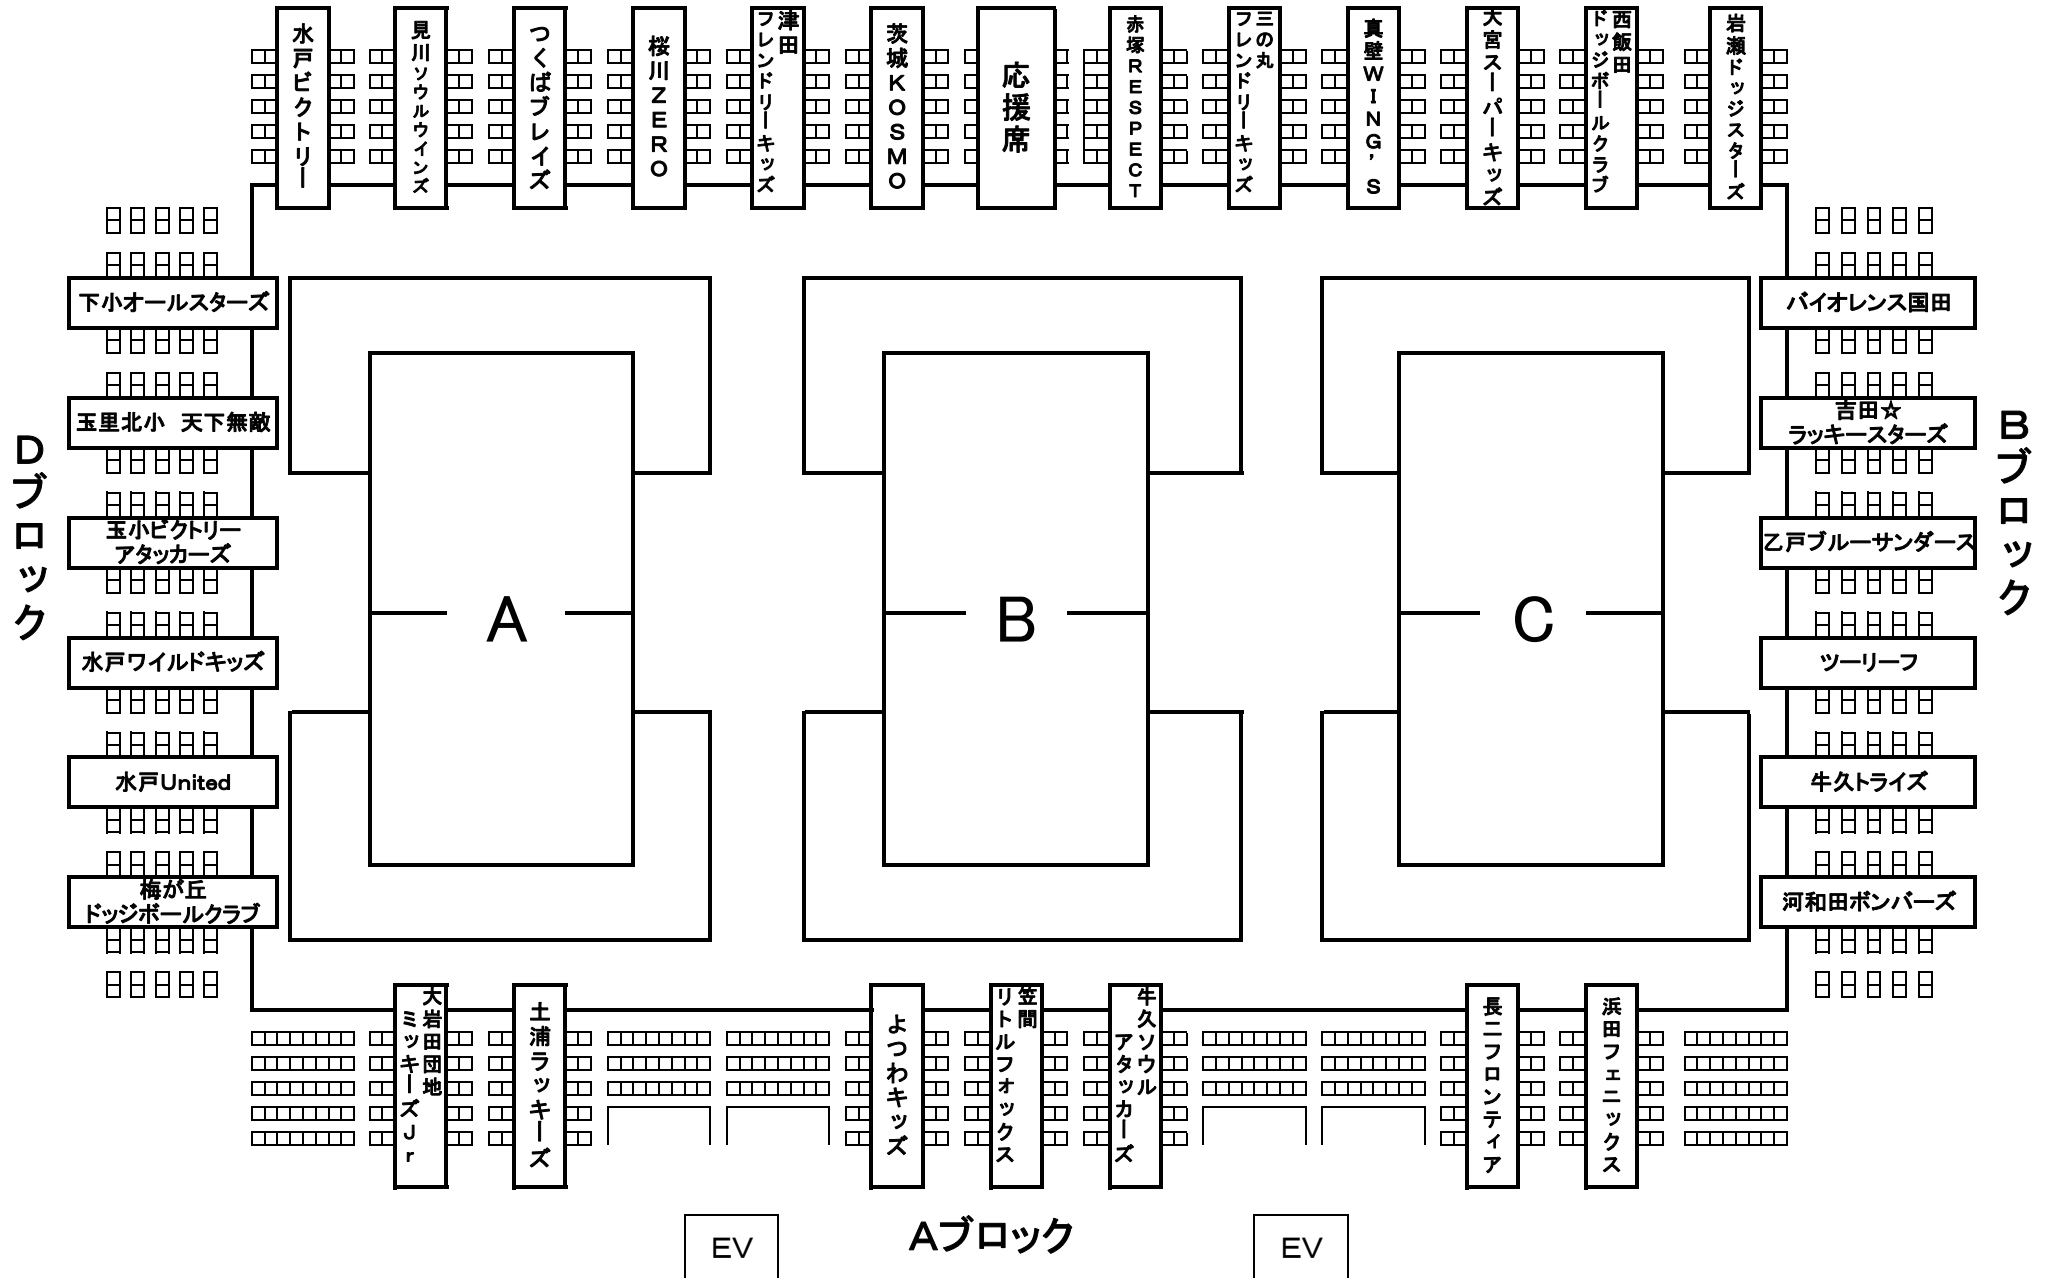 水戸ビクトリー
見川ソウルウインズ
つくばブレイズ
桜川ZERO
津田
フレンドリーキッズ
茨城KOSMO
応援席
赤塚RESPECT
三の丸
フレンドリーキッズ
真壁WING’S
大宮スーパーキッズ
西飯田
ドッジボールクラブ
岩瀬ドッジスターズ
Dブロック
下小オールスターズ
玉里北小　天下無敵
玉小ビクトリー
アタッカーズ
水戸ワイルドキッズ
水戸United
梅が丘
ドッジボールクラブ
A
B
C
バイオレンス国田
吉田☆
ラッキースターズ
乙戸ブルーサンダース
ツーリーフ
牛久トライズ
河和田ボンバーズ
Bブロック
大岩田団地
ミッキーズJr
土浦ラッキーズ
よつわキッズ
笠間
リトルフォックス
牛久ソウル
アタッカーズ
長二フロンティア
浜田フェニックス
EV
Aブロック
EV